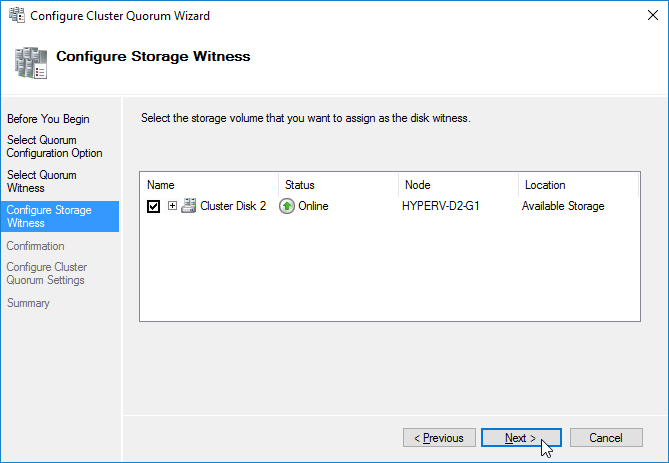 Configure Cluster Quorum Wizard
Configure Storage Witness
Before You Begin
Select Quorum
Configuration Option
Select Quorum
Witness
Configure Storage
Witness
Confirmation
Configure Cluster
Quorum Settings
Summary
Select the storage volume that you want to assign as the disk witness.
Name Status Node Location
Cluster Disk 2 Online HYPERV-D2-G1 Available Storage
< Previous Next > Cancel